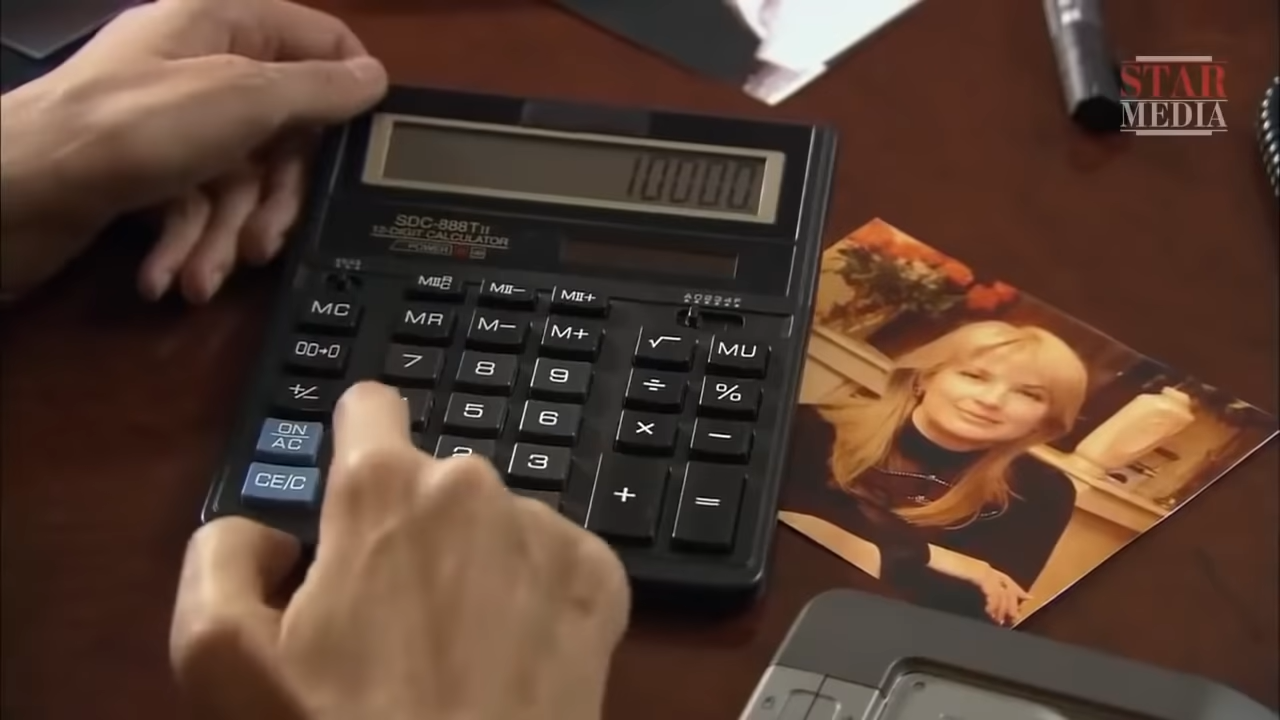 STAR
MEDIA
10000
SDC-888TII
12-DIGIT CALCULATOR
POWER
MC
MR
M−
M+
MII−
MII+
√
MU
00→0
7
8
9
÷
%
+/−
5
6
×
−
ON
AC
3
CE/C
+
=